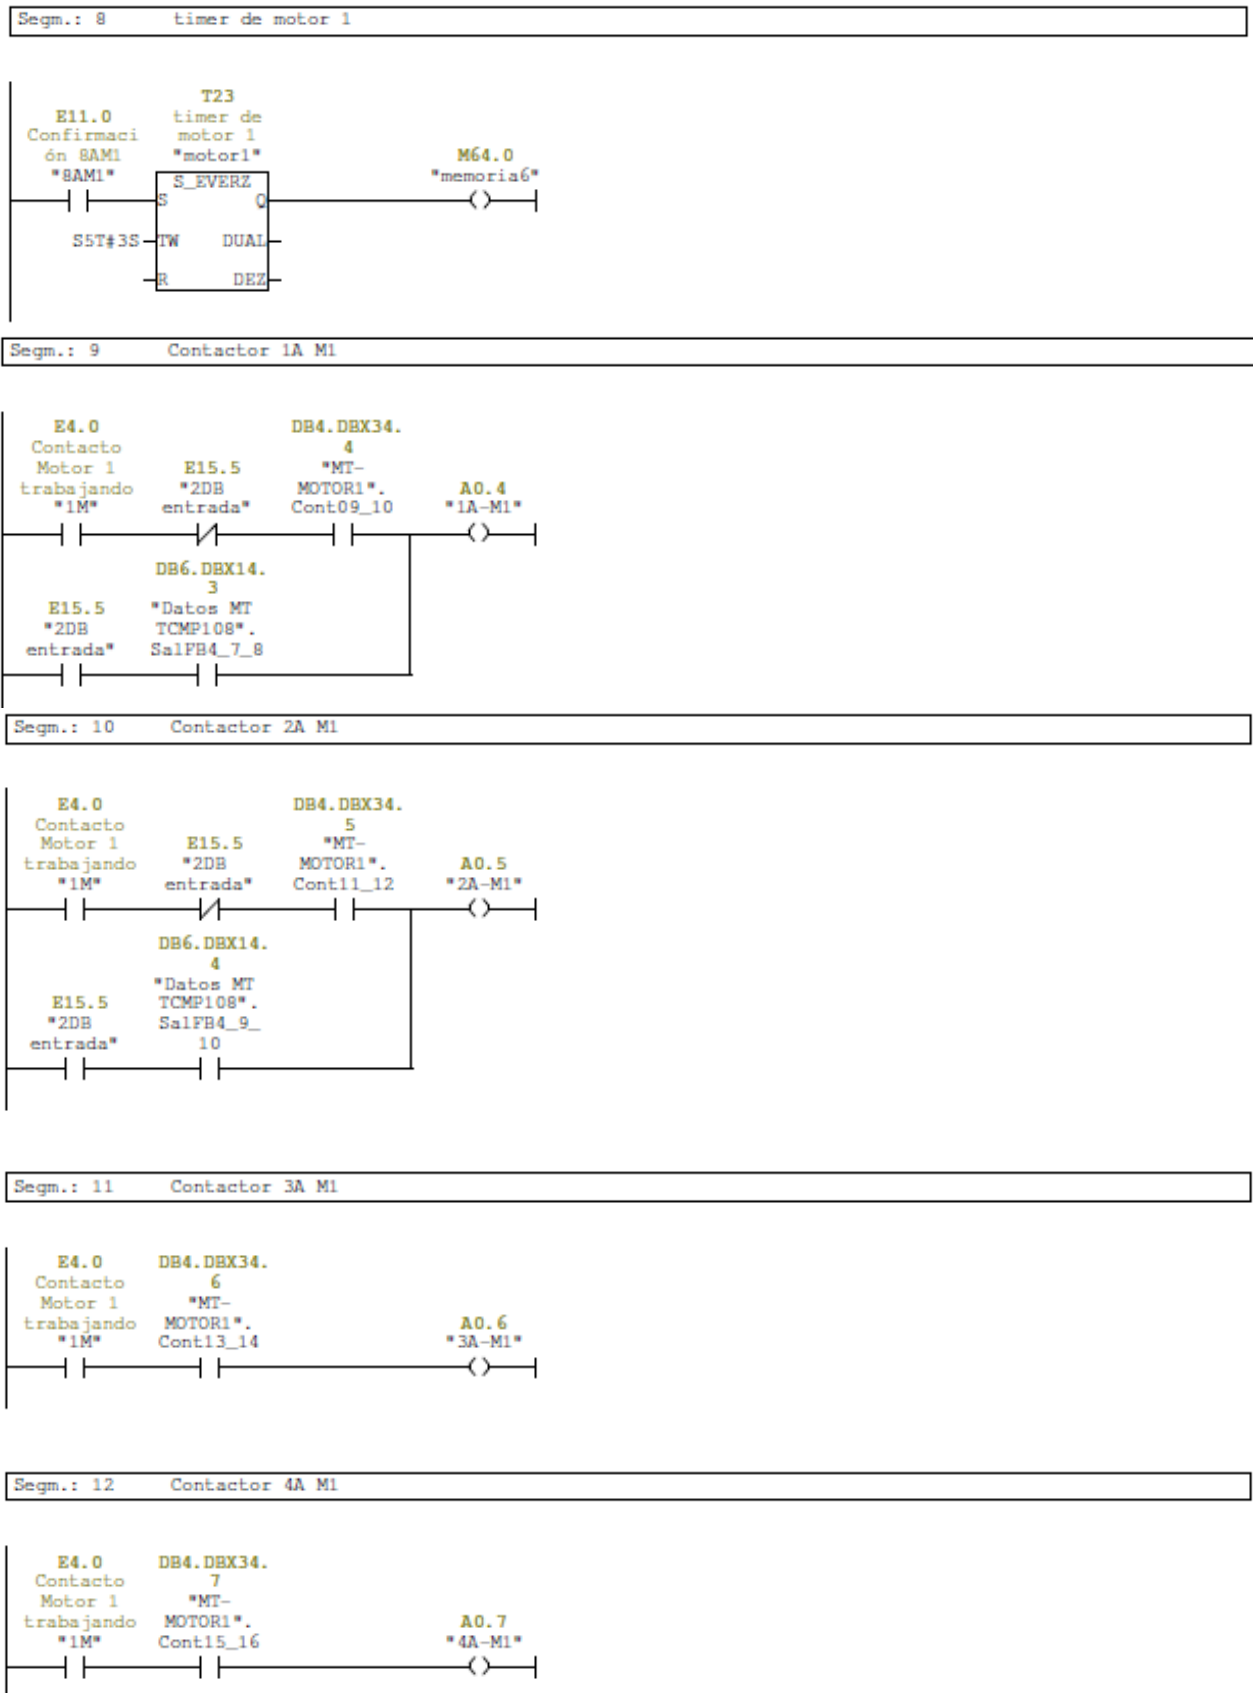 Segm.: 8 timer de motor 1
T23
E11.0 timer de
Confirmaci motor 1
ón 8AM1 "motor1" M64.0
"8AM1" S_EVERZ "memoria6"
S Q
S5T#3S TW DUAL
R DEZ
Segm.: 9 Contactor 1A M1
E4.0 DB4.DBX34.
Contacto 4
Motor 1 E15.5 "MT-
trabajando "2DB MOTOR1". A0.4
"1M" entrada" Cont09_10 "1A-M1"
DB6.DBX14.
3
E15.5 "Datos MT
"2DB TCMP108".
entrada" SalFB4_7_8
Segm.: 10 Contactor 2A M1
E4.0 DB4.DBX34.
Contacto 5
Motor 1 E15.5 "MT-
trabajando "2DB MOTOR1". A0.5
"1M" entrada" Cont11_12 "2A-M1"
DB6.DBX14.
4
"Datos MT
E15.5 TCMP108".
"2DB SalFB4_9_
entrada" 10
Segm.: 11 Contactor 3A M1
E4.0 DB4.DBX34.
Contacto 6
Motor 1 "MT-
trabajando MOTOR1". A0.6
"1M" Cont13_14 "3A-M1"
Segm.: 12 Contactor 4A M1
E4.0 DB4.DBX34.
Contacto 7
Motor 1 "MT-
trabajando MOTOR1". A0.7
"1M" Cont15_16 "4A-M1"